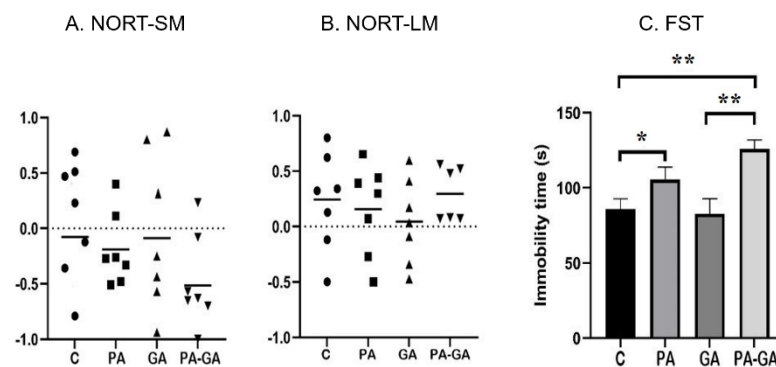 A. NORT-SM
B. NORT-LM
C. FST
1.0
0.5
0.0
-0.5
-1.0
C PA GA PA-GA
1.0
0.5
0.0
-0.5
-1.0
C PA GA PA-GA
**
*
**
Immobility time (s)
150
100
50
0
C PA GA PA-GA